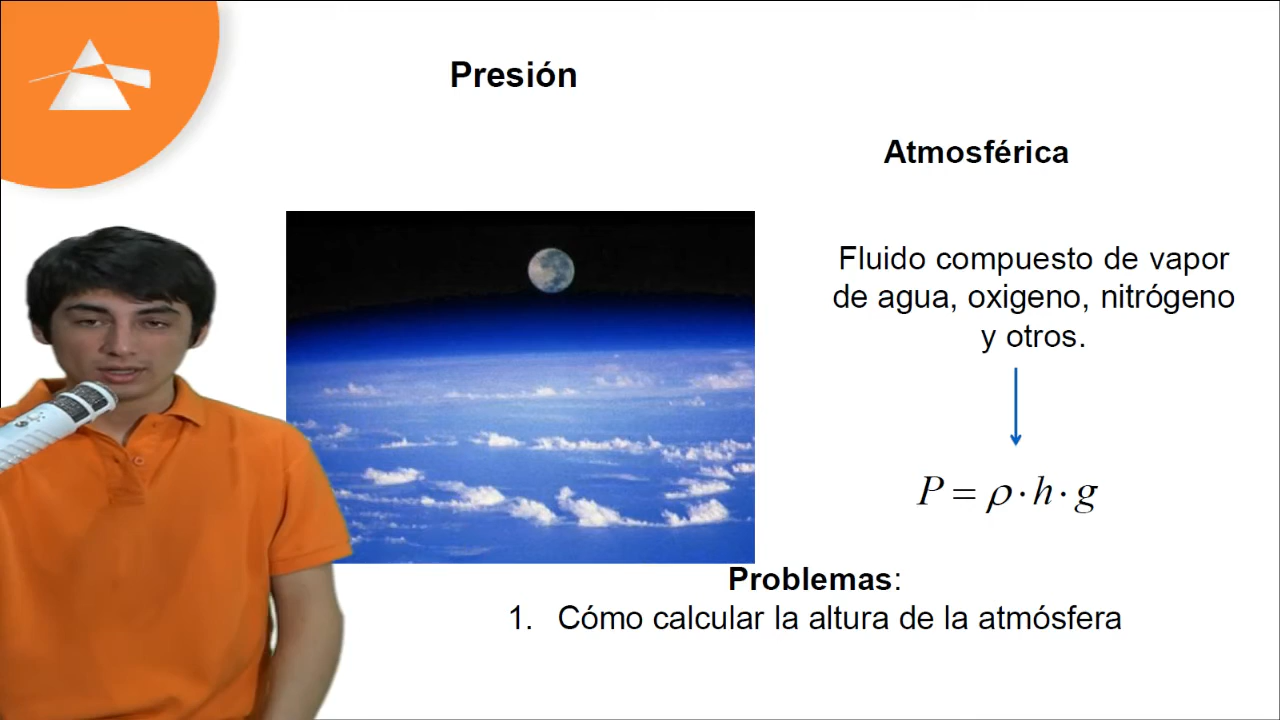 Presión
Atmosférica
Fluido compuesto de vapor
de agua, oxigeno, nitrógeno
y otros.
P = ρ · h · g
Problemas:
1. Cómo calcular la altura de la atmósfera